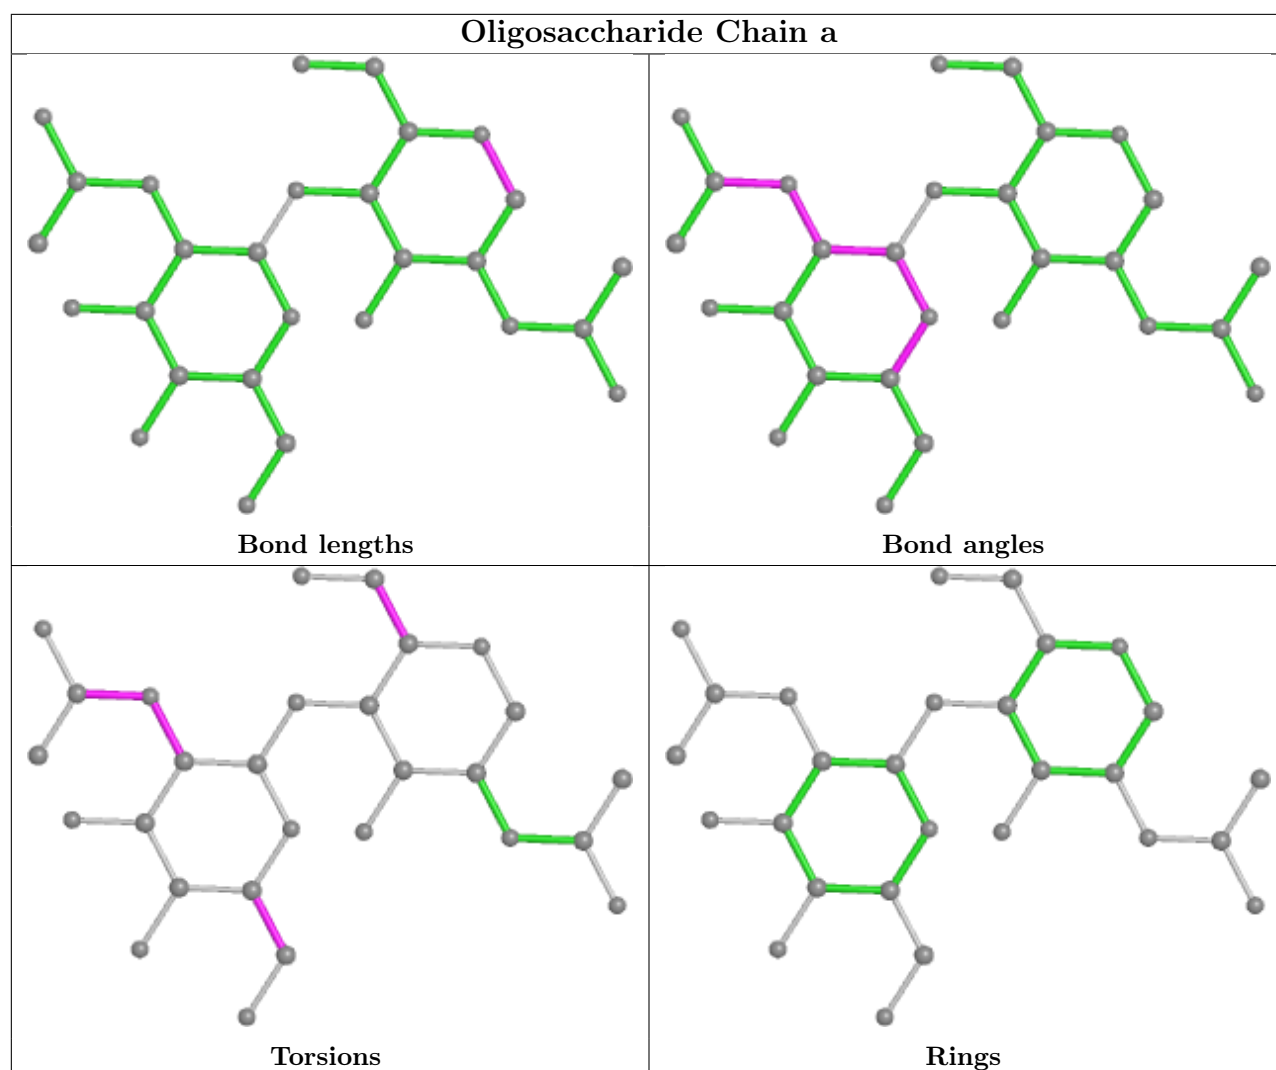 Oligosaccharide Chain a
Bond lengths
Bond angles
Torsions
Rings